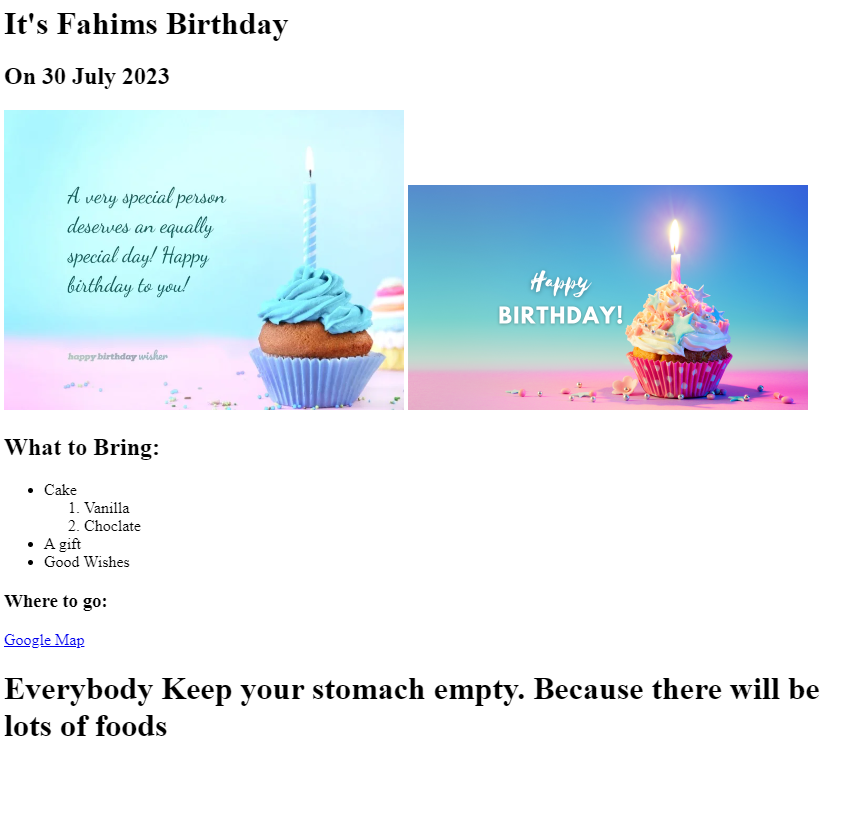 It's Fahims Birthday
On 30 July 2023
A very special person
deserves an equally
special day! Happy
birthday to you!
happy birthday wisher
Happy
BIRTHDAY!
What to Bring:
• Cake
1. Vanilla
2. Choclate
• A gift
• Good Wishes
Where to go:
Google Map
Everybody Keep your stomach empty. Because there will be
lots of foods